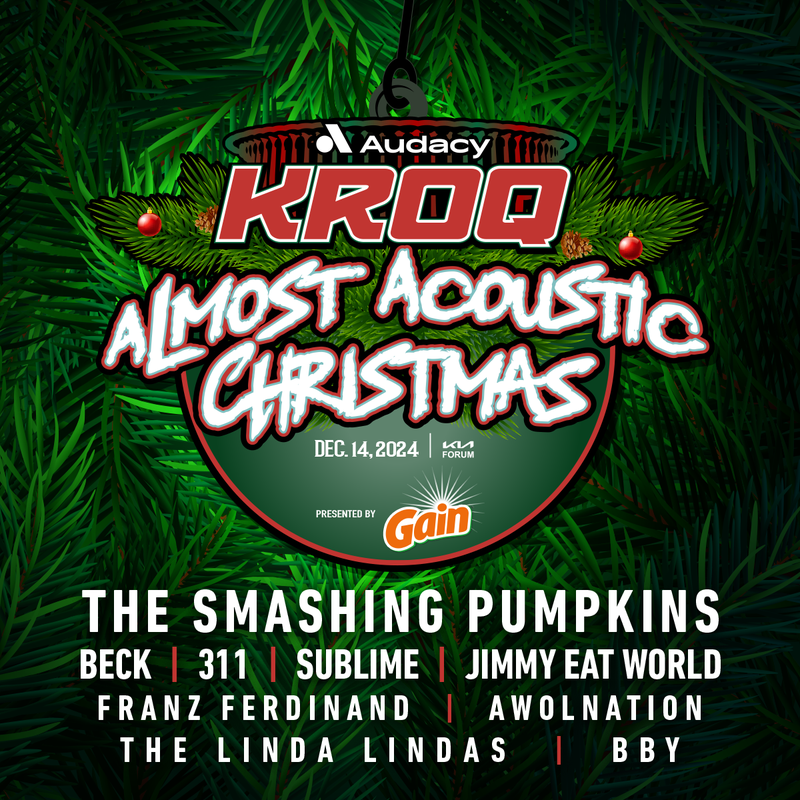 Audacy
KROQ
ALMOST ACOUSTIC
CHRISTMAS
DEC. 14, 2024 | KIA FORUM
PRESENTED BY Gain
THE SMASHING PUMPKINS
BECK | 311 | SUBLIME | JIMMY EAT WORLD
FRANZ FERDINAND | AWOLNATION
THE LINDA LINDAS | BBY